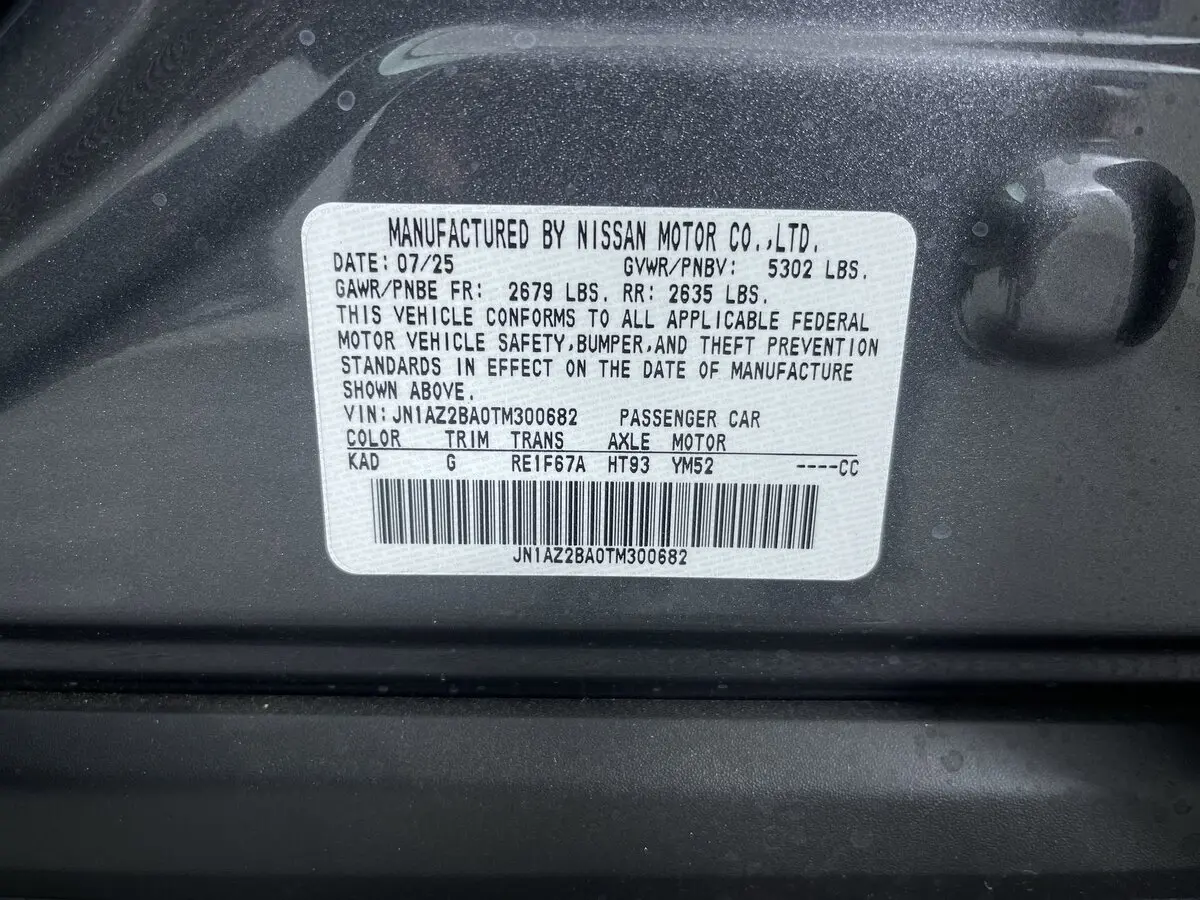 MANUFACTURED BY NISSAN MOTOR CO.,LTD.
DATE: 07/25 GVWR/PNBV: 5302 LBS.
GAWR/PNBE FR: 2679 LBS. RR: 2635 LBS.
THIS VEHICLE CONFORMS TO ALL APPLICABLE FEDERAL
MOTOR VEHICLE SAFETY,BUMPER,AND THEFT PREVENTION
STANDARDS IN EFFECT ON THE DATE OF MANUFACTURE
SHOWN ABOVE.
VIN: JN1AZ2BA0TM300682 PASSENGER CAR
COLOR TRIM TRANS AXLE MOTOR
KAD G RE1F67A HT93 YM52 ----CC
JN1AZ2BA0TM300682